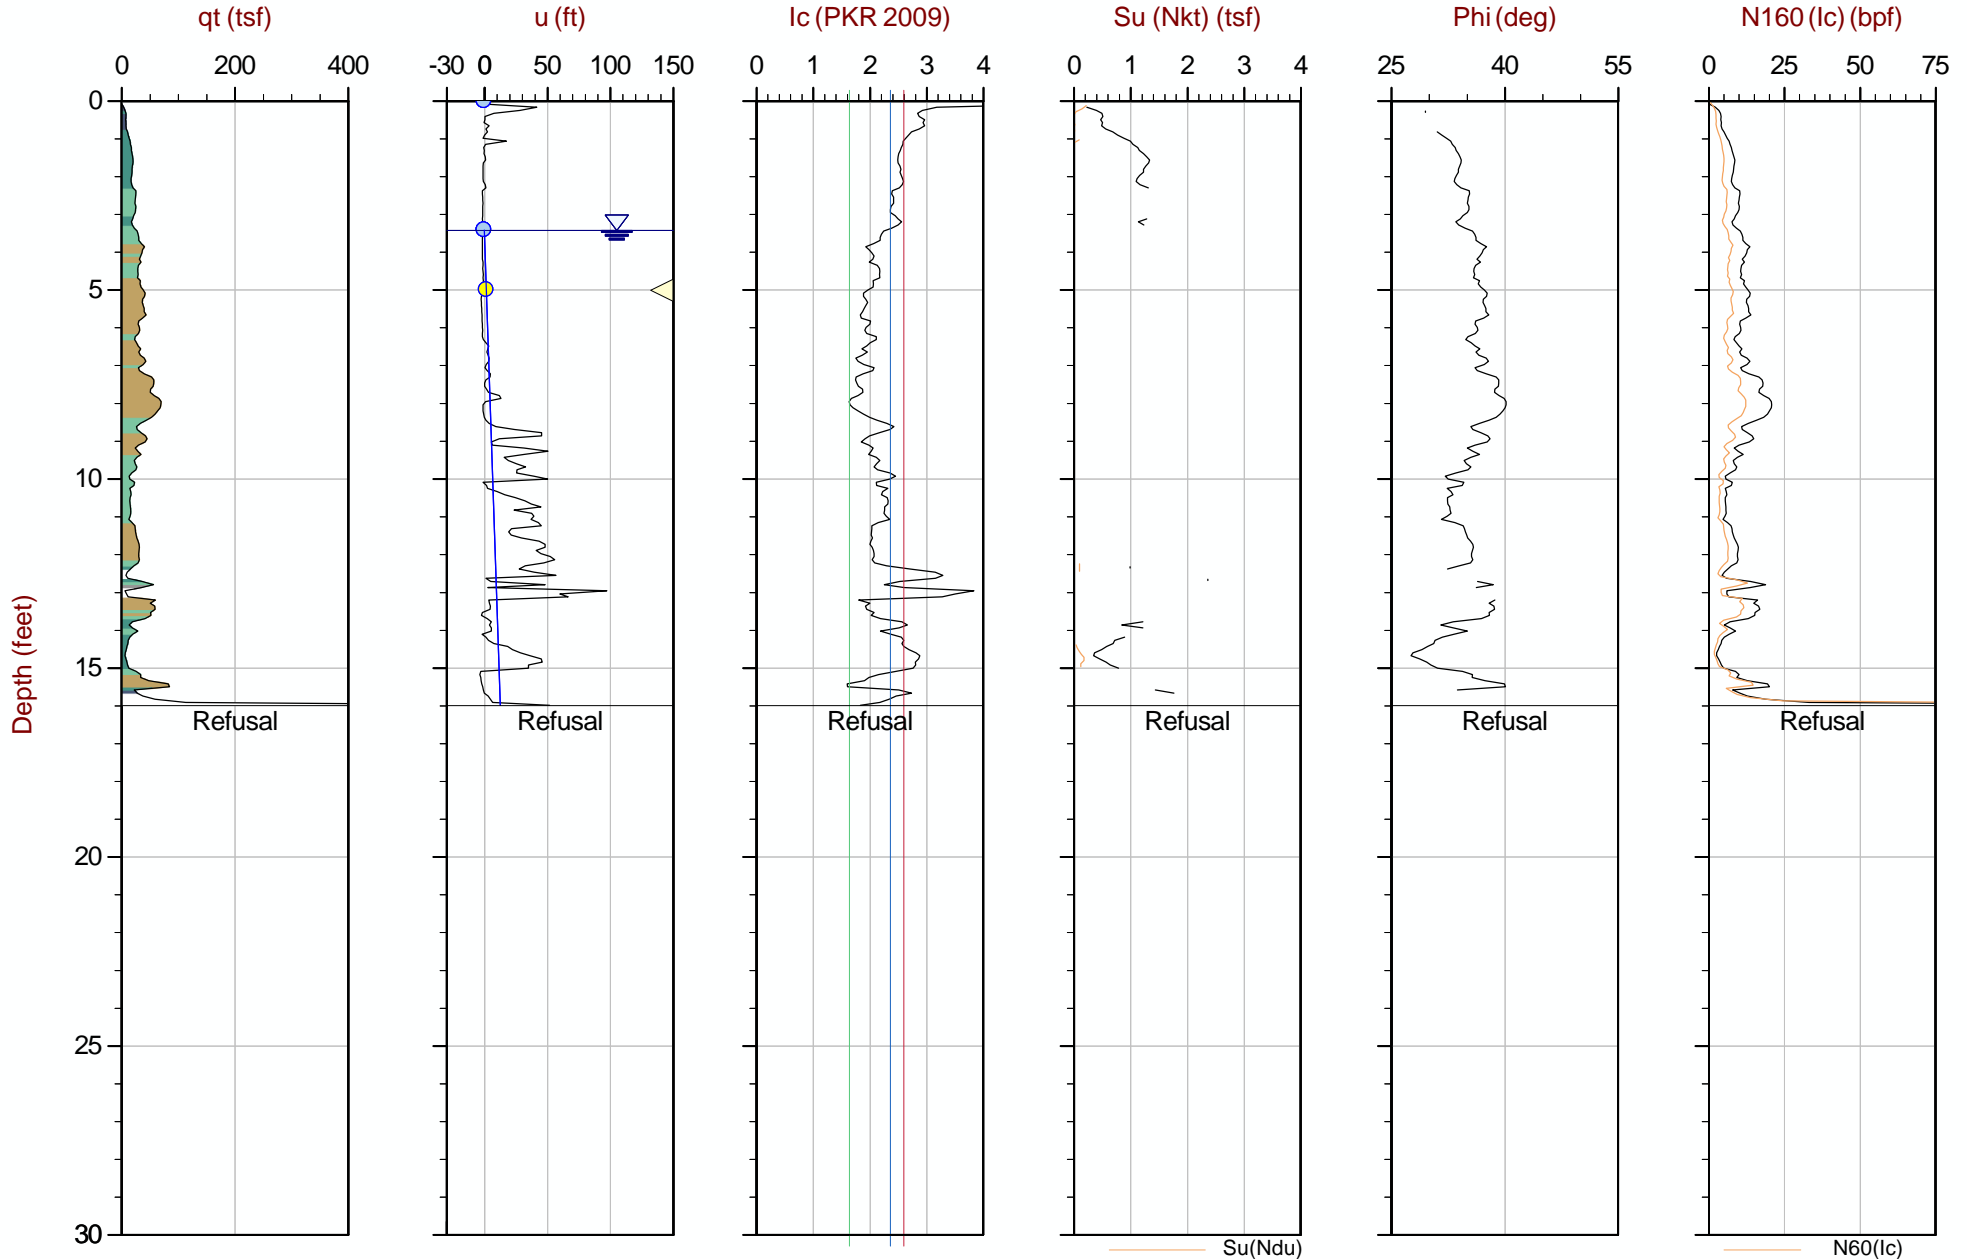 qt (tsf) u (ft) Ic (PKR 2009) Su (Nkt) (tsf) Phi (deg) N160 (Ic) (bpf)
0 200 400 -30 0 50 100 150 0 1 2 3 4 0 1 2 3 4 25 40 55 0 25 50 75
0
5
10
15
Refusal Refusal Refusal Refusal Refusal Refusal
20
25
30
Depth (feet)
Su(Ndu) N60(Ic)